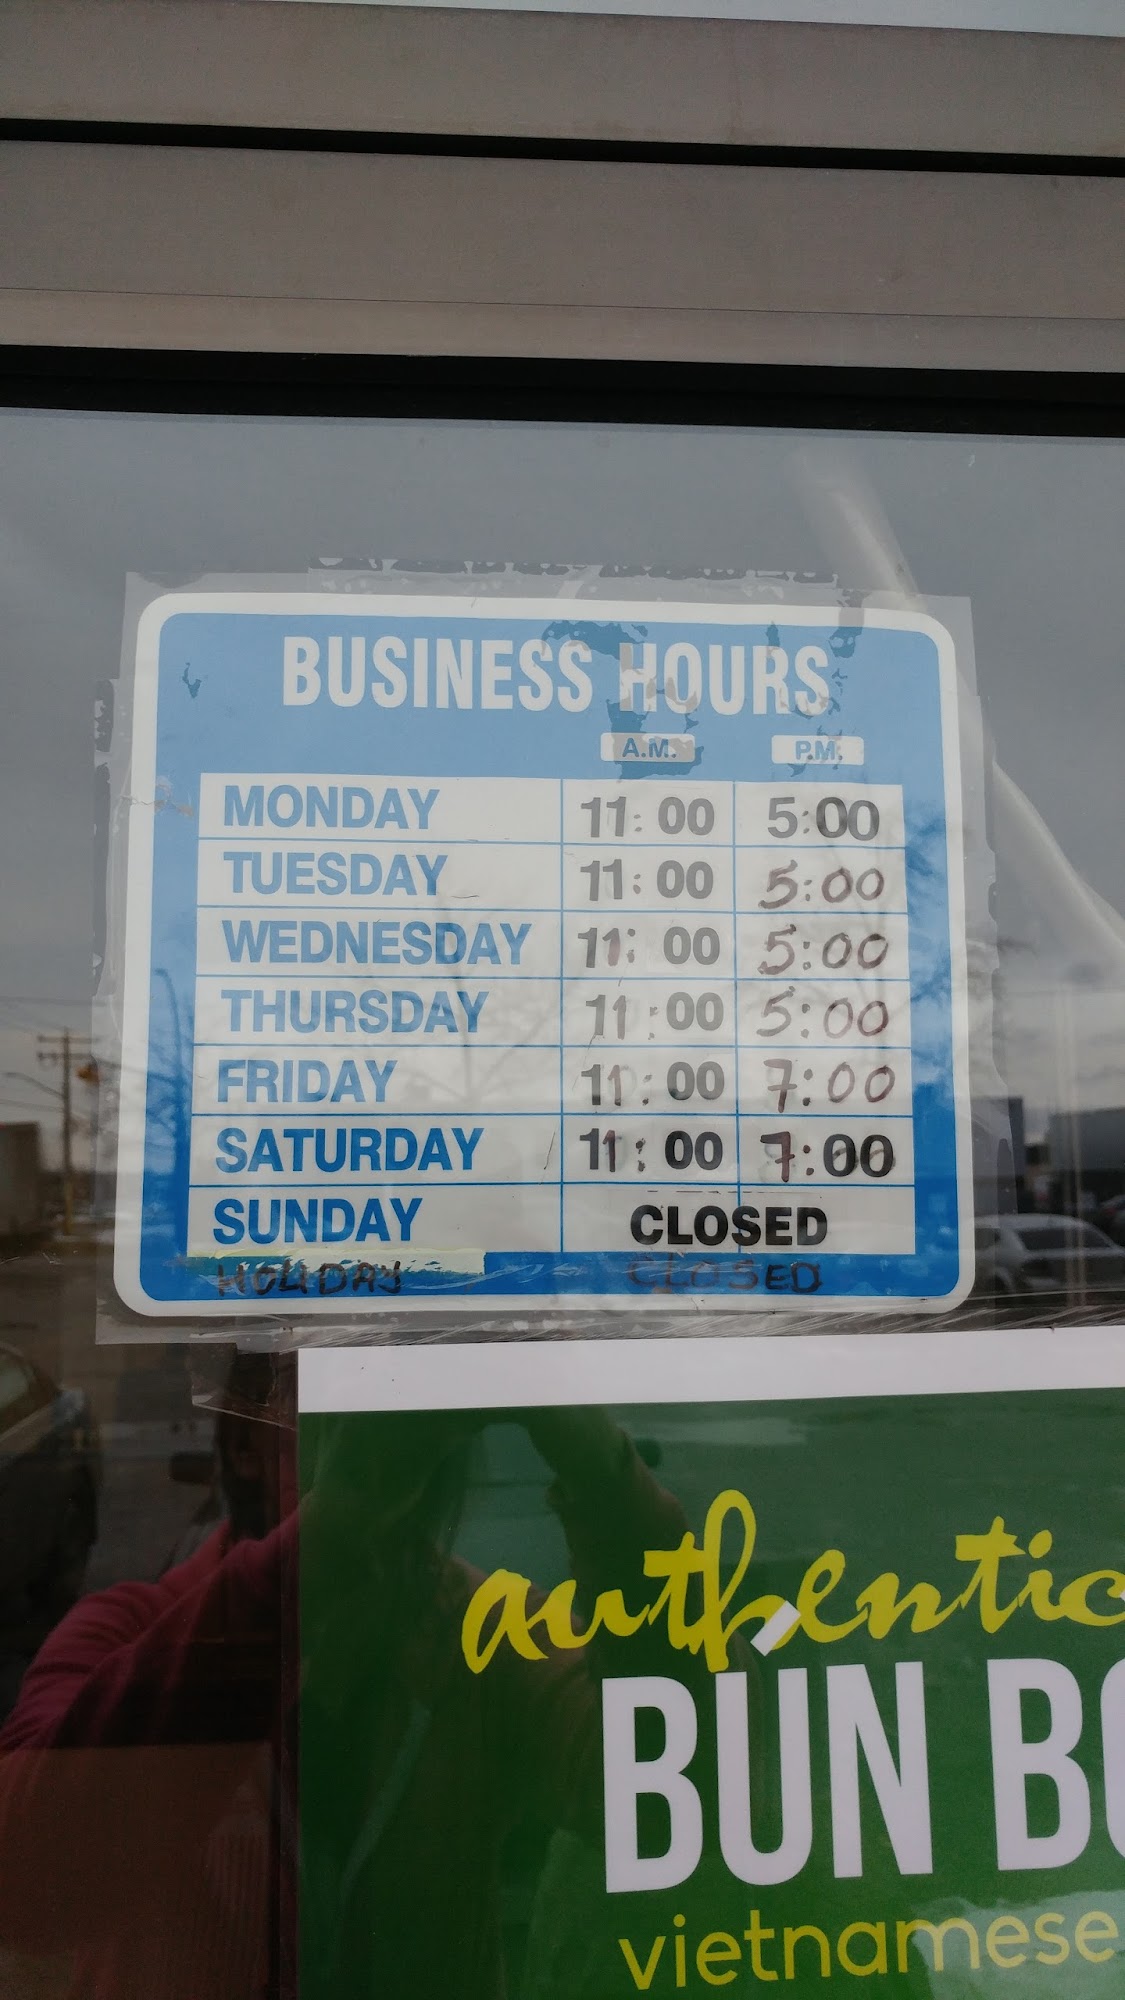 BUSINESS HOURS
A.M. P.M.
MONDAY 11:00 5:00
TUESDAY 11:00 5:00
WEDNESDAY 11:00 5:00
THURSDAY 11:00 5:00
FRIDAY 11:00 7:00
SATURDAY 11:00 7:00
SUNDAY CLOSED
HOLIDAY CLOSED
authentic
BÚN
vietnamese